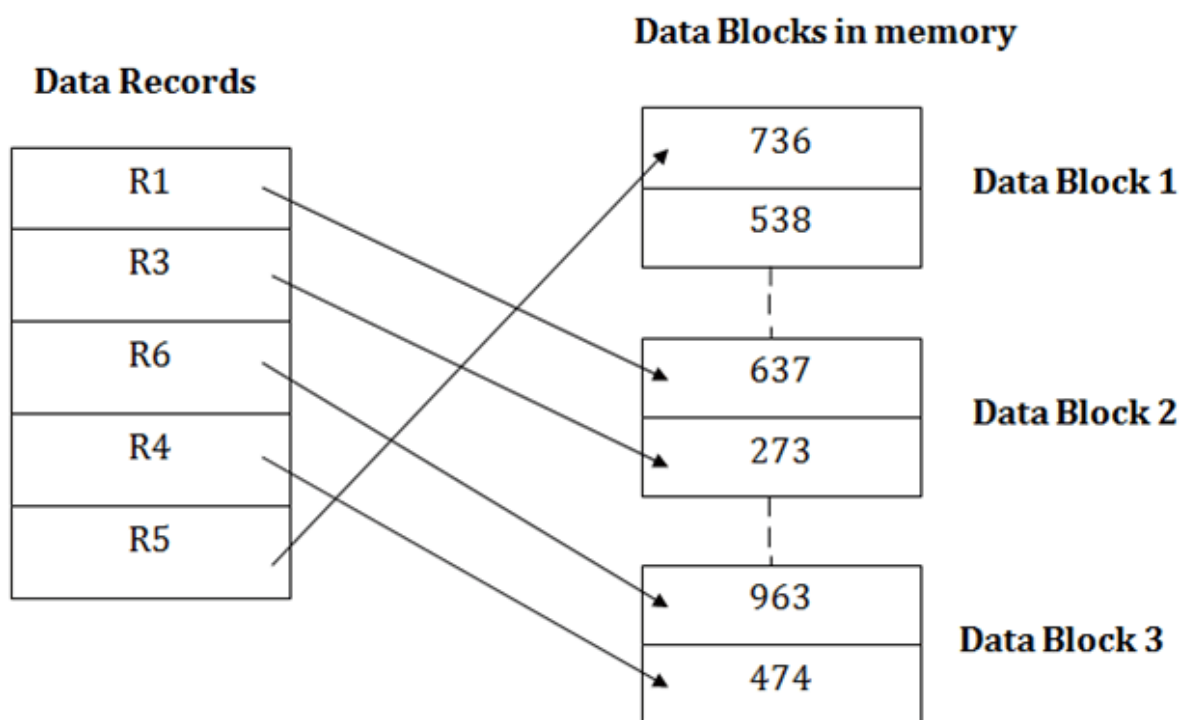 Data Blocks in memory
Data Records
R1
R3
R6
R4
R5
736
538
Data Block 1
637
273
Data Block 2
963
474
Data Block 3